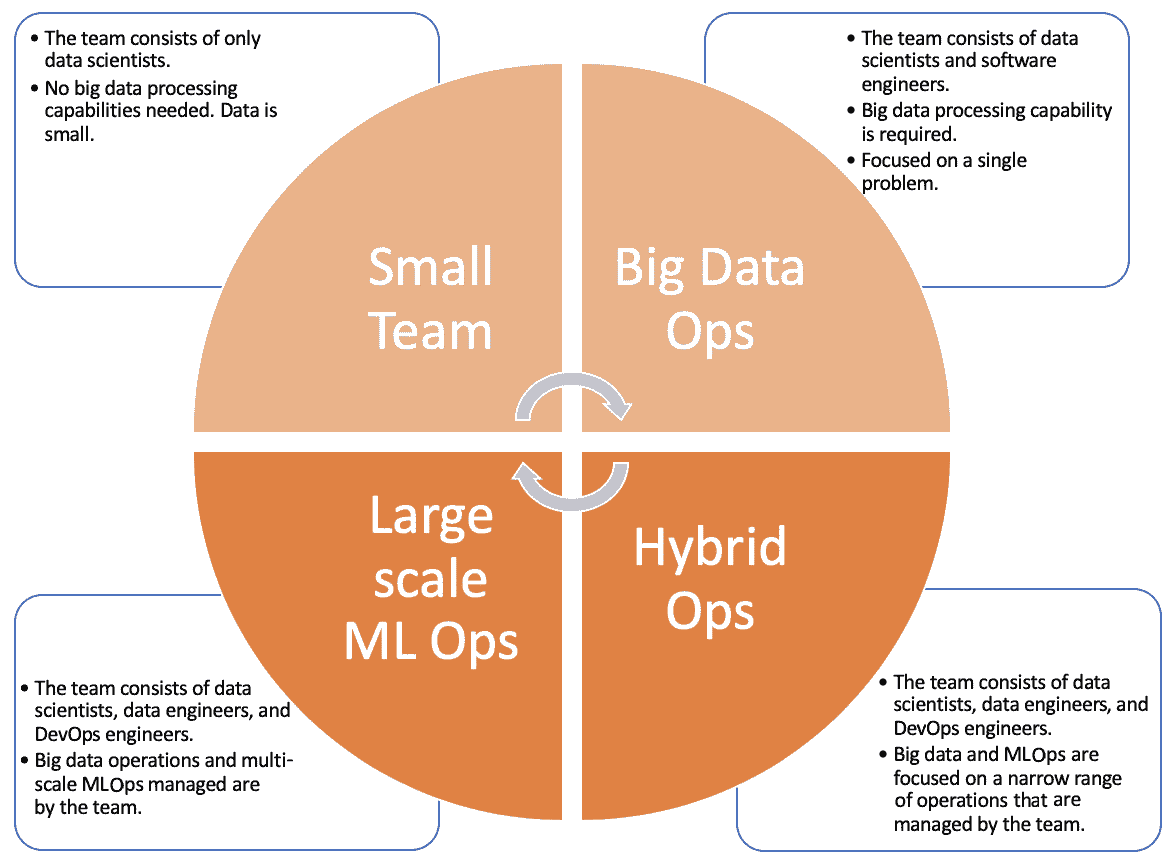 • The team consists of only
data scientists.
• No big data processing
capabilities needed. Data is
small.
• The team consists of data
scientists and software
engineers.
• Big data processing capability
is required.
• Focused on a single
problem.
Small
Team
Big Data
Ops
Large
scale
ML Ops
Hybrid
Ops
• The team consists of data
scientists, data engineers, and
DevOps engineers.
• Big data operations and multi-
scale MLOps managed are
by the team.
• The team consists of data
scientists, data engineers, and
DevOps engineers.
• Big data and MLOps are
focused on a narrow range
of operations that are
managed by the team.